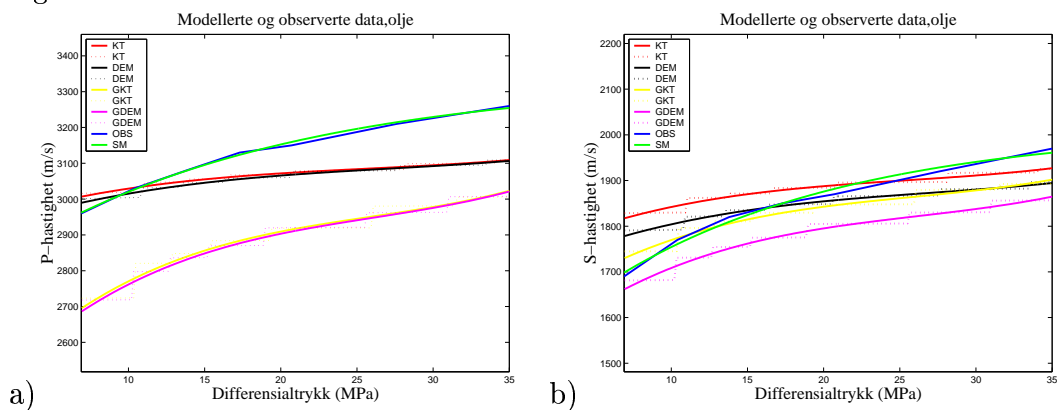 Modellerte og observerte data,olje
KT
KT
DEM
DEM
GKT
GKT
GDEM
GDEM
OBS
SM
3400
3300
3200
3100
3000
2900
2800
2700
2600
P−hastighet (m/s)
10
15
20
25
30
35
Differensialtrykk (MPa)
a)
Modellerte og observerte data,olje
KT
KT
DEM
DEM
GKT
GKT
GDEM
GDEM
OBS
SM
2200
2100
2000
1900
1800
1700
1600
1500
S−hastighet (m/s)
10
15
20
25
30
35
Differensialtrykk (MPa)
b)